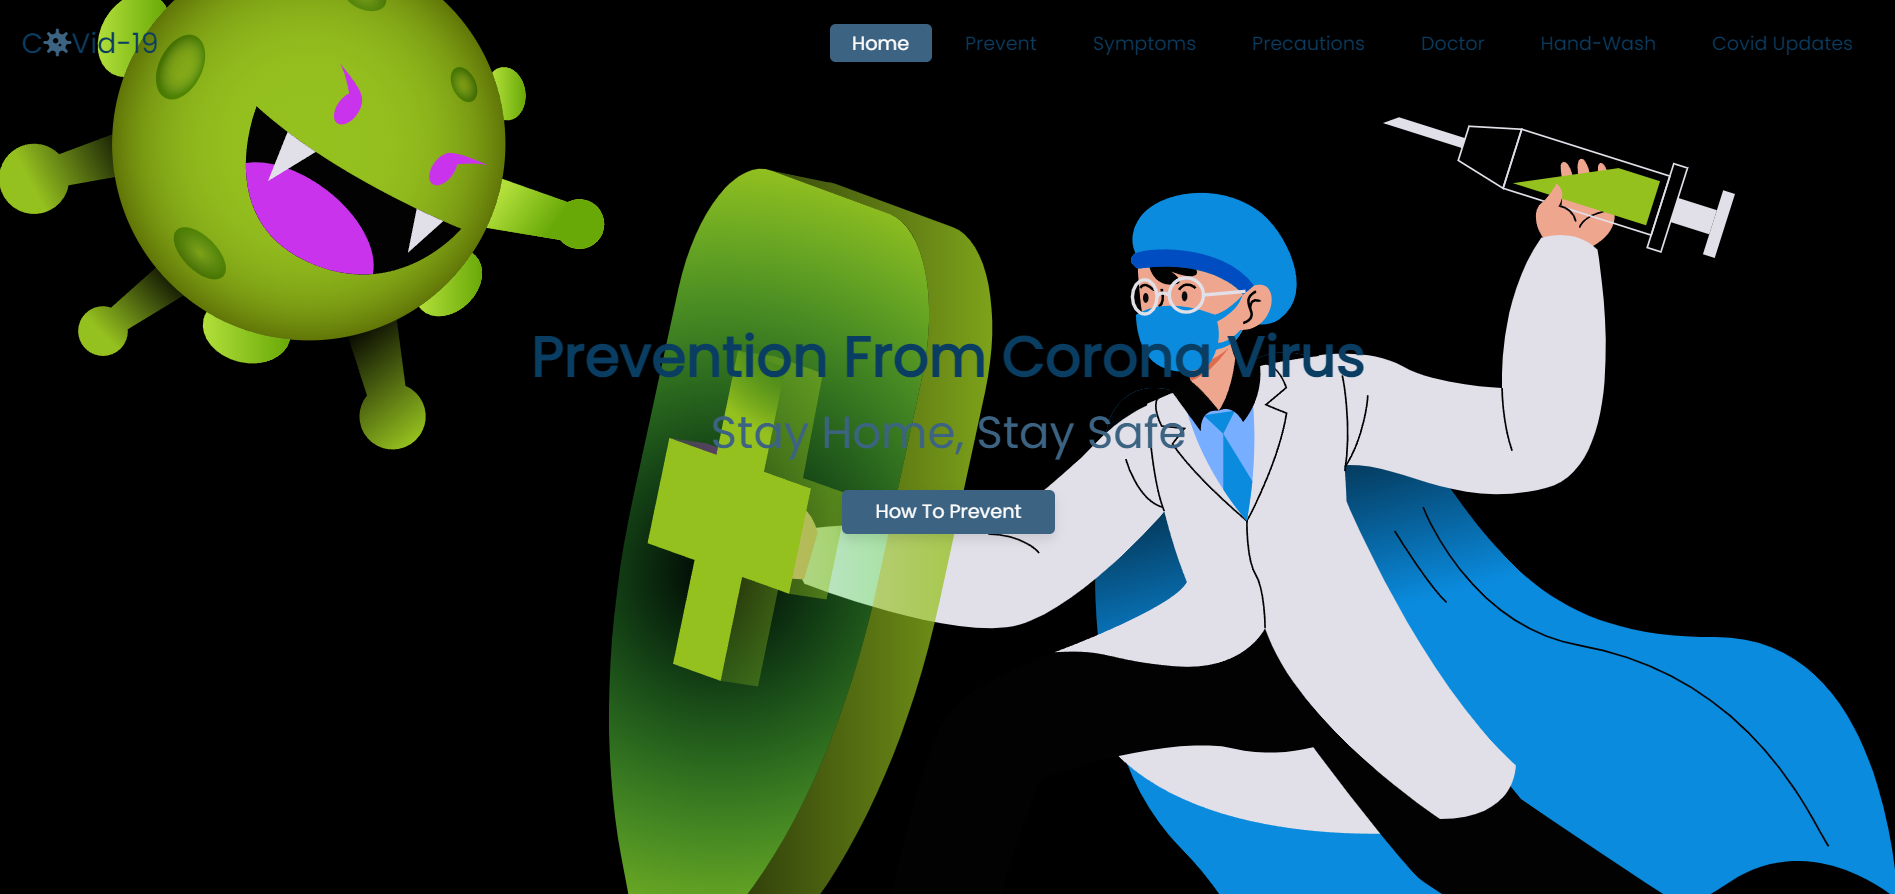 CoVid-19
Home Prevent Symptoms Precautions Doctor Hand-Wash Covid Updates
Prevention From Corona Virus
Stay Home, Stay Safe
How To Prevent